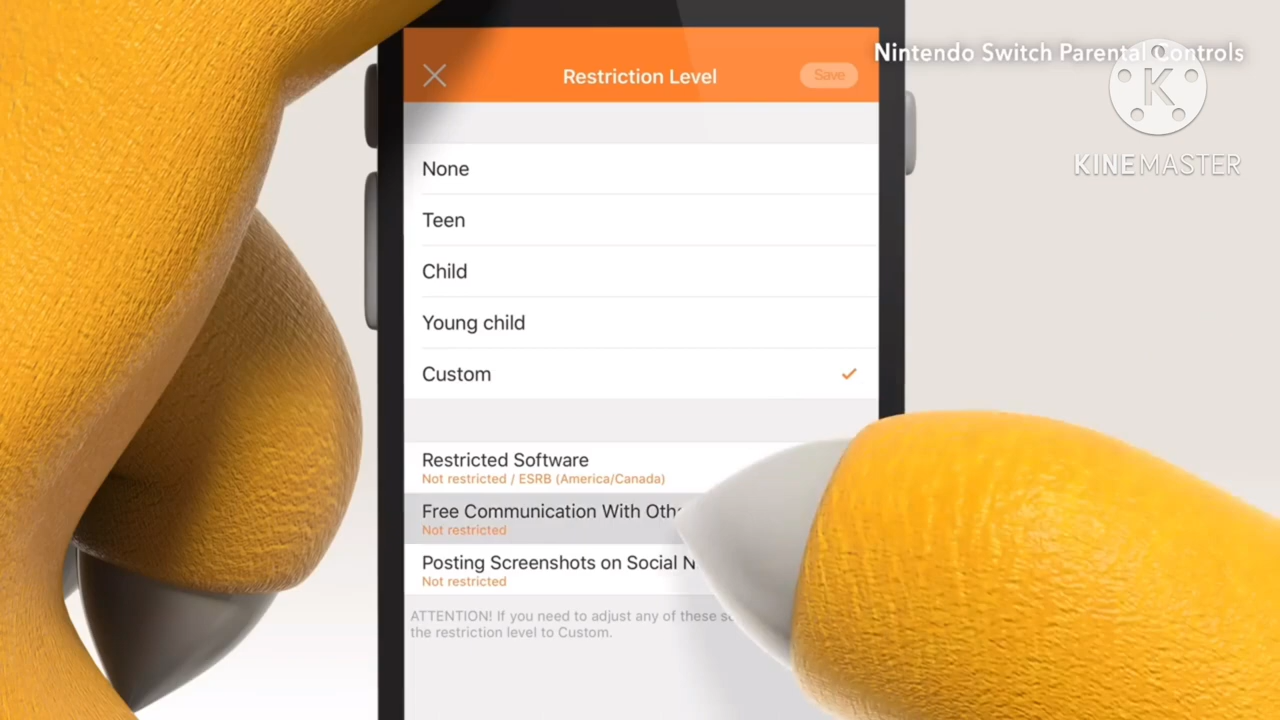 Nintendo Switch Parental Controls
KINEMASTER
Restriction Level
Save
None
Teen
Child
Young child
Custom
Restricted Software
Not restricted / ESRB (America/Canada)
Free Communication With
Not restricted
Posting Screenshots on Social
Not restricted
ATTENTION! If you need to adjust any of these
the restriction level to Custom.